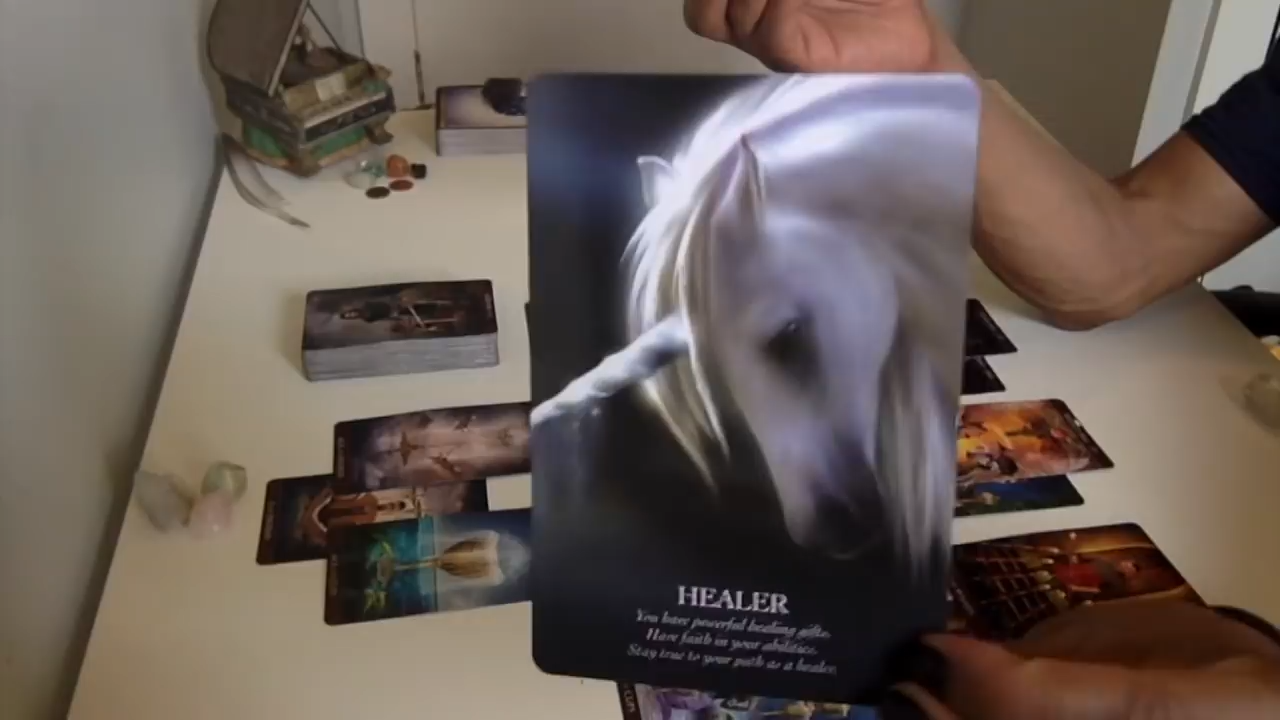 HEALER
You have powerful healing gifts.
Have faith in your abilities.
Stay true to your path as a healer.